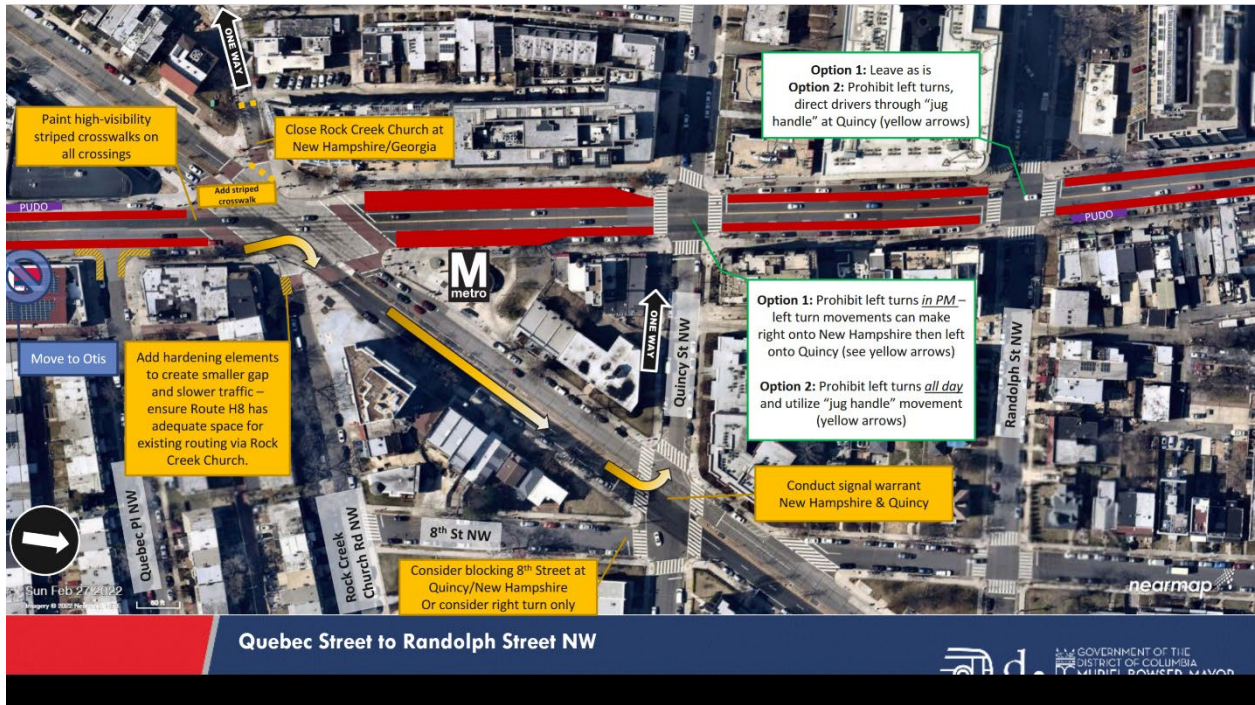 ONE WAY
Paint high-visibility
striped crosswalks on
all crossings
Close Rock Creek Church at
New Hampshire/Georgia
Add striped
crosswalk
Option 1: Leave as is
Option 2: Prohibit left turns,
direct drivers through “jug
handle” at Quincy (yellow arrows)
PUDO
PUDO
M
metro
ONE WAY
Quincy St NW
Option 1: Prohibit left turns in PM –
left turn movements can make
right onto New Hampshire then left
onto Quincy (see yellow arrows)
Option 2: Prohibit left turns all day
and utilize “jug handle” movement
(yellow arrows)
Randolph St NW
Move to Otis
Add hardening elements
to create smaller gap
and slower traffic –
ensure Route H8 has
adequate space for
existing routing via Rock
Creek Church.
Conduct signal warrant
New Hampshire & Quincy
Quebec Pl NW
Rock Creek
Church Rd NW
8th St NW
Consider blocking 8th Street at
Quincy/New Hampshire
Or consider right turn only
Sun Feb 27 2022
60 ft
nearmap
Quebec Street to Randolph Street NW
d.
GOVERNMENT OF THE
DISTRICT OF COLUMBIA
MURIEL BOWSER, MAYOR